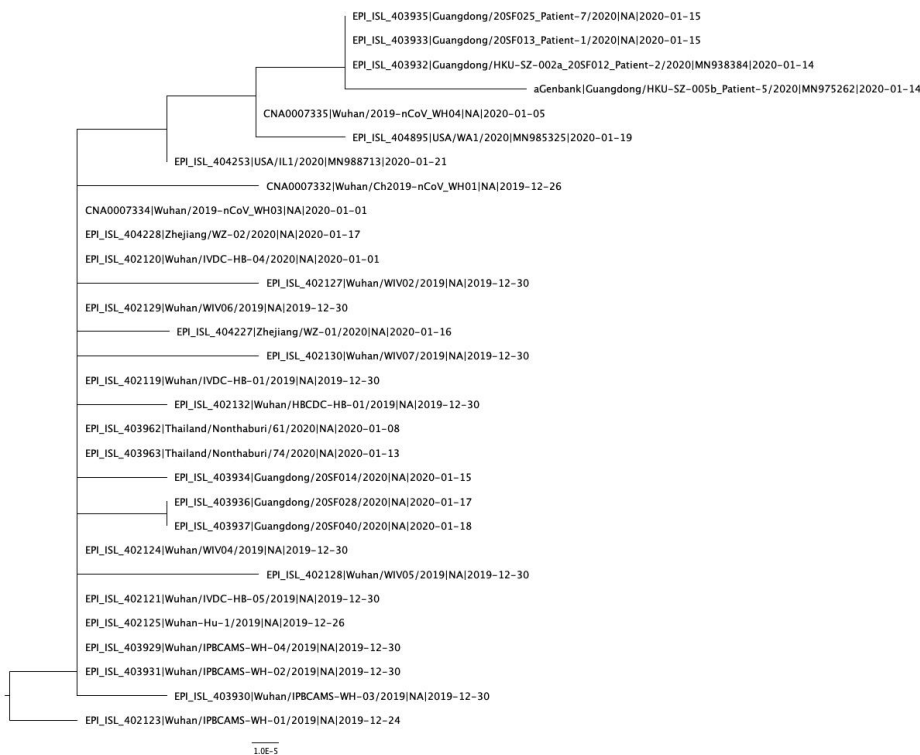 EPI_ISL_403935|Guangdong/20SF025_Patient-7/2020|NA|2020-01-15
EPI_ISL_403933|Guangdong/20SF013_Patient-1/2020|NA|2020-01-15
EPI_ISL_403932|Guangdong/HKU-SZ-002a_20SF012_Patient-2/2020|MN938384|2020-01-14
aGenbank|Guangdong/HKU-SZ-005b_Patient-5/2020|MN975262|2020-01-14
CNA0007335|Wuhan/2019-nCoV_WH04|NA|2020-01-05
EPI_ISL_404895|USA/WA1/2020|MN985325|2020-01-19
EPI_ISL_404253|USA/IL1/2020|MN988713|2020-01-21
CNA0007332|Wuhan/Ch2019-nCoV_WH01|NA|2019-12-26
CNA0007334|Wuhan/2019-nCoV_WH03|NA|2020-01-01
EPI_ISL_404228|Zhejiang/WZ-02/2020|NA|2020-01-17
EPI_ISL_402120|Wuhan/IVDC-HB-04/2020|NA|2020-01-01
EPI_ISL_402127|Wuhan/WIV02/2019|NA|2019-12-30
EPI_ISL_402129|Wuhan/WIV06/2019|NA|2019-12-30
EPI_ISL_404227|Zhejiang/WZ-01/2020|NA|2020-01-16
EPI_ISL_402130|Wuhan/WIV07/2019|NA|2019-12-30
EPI_ISL_402119|Wuhan/IVDC-HB-01/2019|NA|2019-12-30
EPI_ISL_402132|Wuhan/HBCDC-HB-01/2019|NA|2019-12-30
EPI_ISL_403962|Thailand/Nonthaburi/61/2020|NA|2020-01-08
EPI_ISL_403963|Thailand/Nonthaburi/74/2020|NA|2020-01-13
EPI_ISL_403934|Guangdong/20SF014/2020|NA|2020-01-15
EPI_ISL_403936|Guangdong/20SF028/2020|NA|2020-01-17
EPI_ISL_403937|Guangdong/20SF040/2020|NA|2020-01-18
EPI_ISL_402124|Wuhan/WIV04/2019|NA|2019-12-30
EPI_ISL_402128|Wuhan/WIV05/2019|NA|2019-12-30
EPI_ISL_402121|Wuhan/IVDC-HB-05/2019|NA|2019-12-30
EPI_ISL_402125|Wuhan-Hu-1/2019|NA|2019-12-26
EPI_ISL_403929|Wuhan/IPBCAMS-WH-04/2019|NA|2019-12-30
EPI_ISL_403931|Wuhan/IPBCAMS-WH-02/2019|NA|2019-12-30
EPI_ISL_403930|Wuhan/IPBCAMS-WH-03/2019|NA|2019-12-30
EPI_ISL_402123|Wuhan/IPBCAMS-WH-01/2019|NA|2019-12-24
1.0E-5